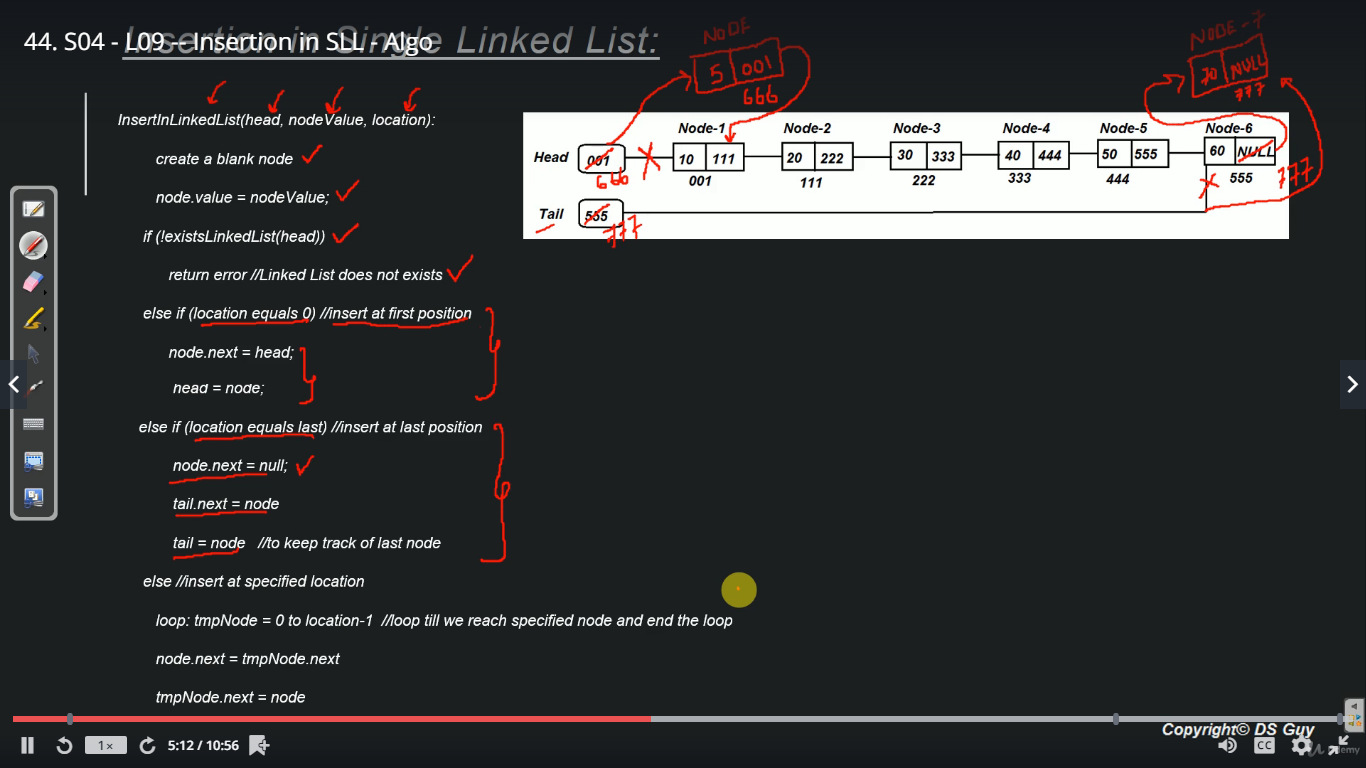 44. S04 - L09 -- Insertion in SLL - Algo
Insertion in Single Linked List:
InsertInLinkedList(head, nodeValue, location):
create a blank node
node.value = nodeValue;
if (!existsLinkedList(head))
return error //Linked List does not exists
else if (location equals 0) //insert at first position
node.next = head;
head = node;
else if (location equals last) //insert at last position
node.next = null;
tail.next = node
tail = node //to keep track of last node
else //insert at specified location
loop: tmpNode = 0 to location-1 //loop till we reach specified node and end the loop
node.next = tmpNode.next
tmpNode.next = node
NODE
5 001
666
NODE-7
70 NULL
777
Node-1 Node-2 Node-3 Node-4 Node-5 Node-6
Head 001 10 111 20 222 30 333 40 444 50 555 60 NULL
666 001 111 222 333 444 555 777
Tail 555
777
Copyright© DS Guy
1× 5:12 / 10:56 CC